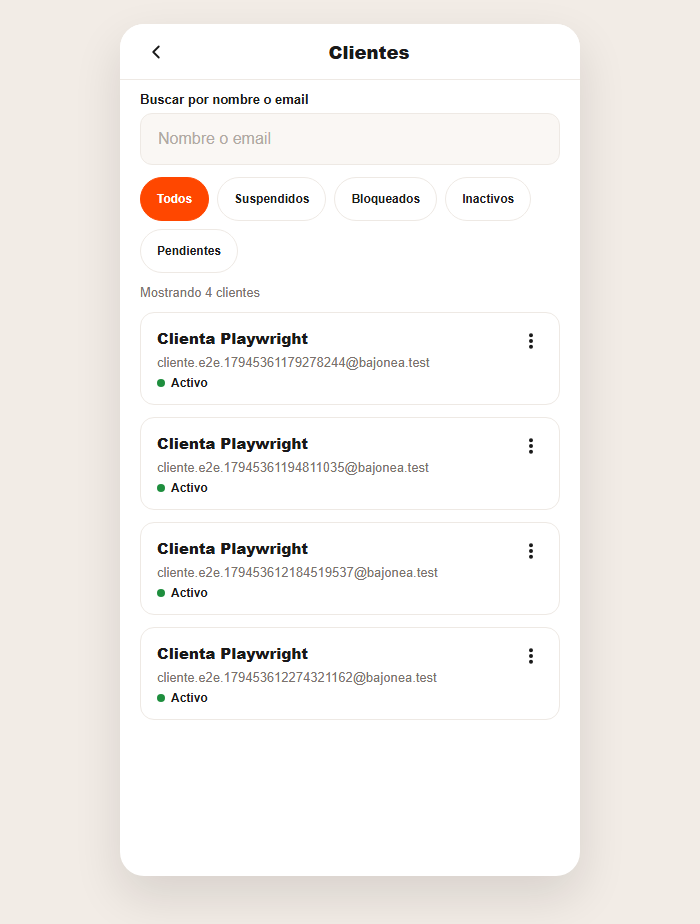 Clientes
Buscar por nombre o email
Nombre o email
Todos
Suspendidos
Bloqueados
Inactivos
Pendientes
Mostrando 4 clientes
Clienta Playwright
cliente.e2e.17945361179278244@bajonea.test
Activo
Clienta Playwright
cliente.e2e.17945361194811035@bajonea.test
Activo
Clienta Playwright
cliente.e2e.179453612184519537@bajonea.test
Activo
Clienta Playwright
cliente.e2e.179453612274321162@bajonea.test
Activo